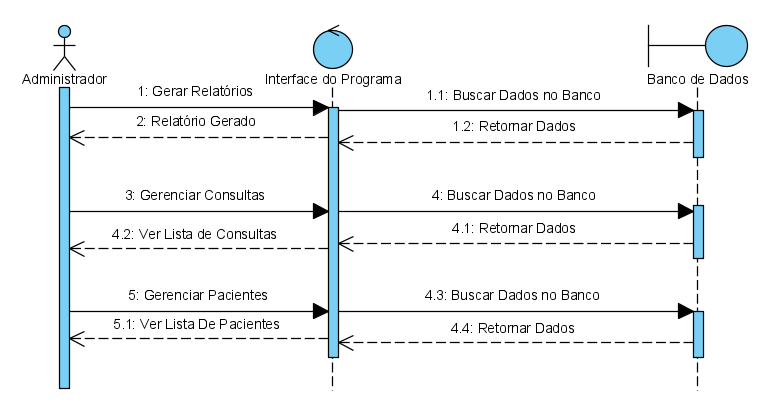 Administrador
Interface do Programa
Banco de Dados
1: Gerar Relatórios
1.1: Buscar Dados no Banco
2: Relatório Gerado
1.2: Retornar Dados
3: Gerenciar Consultas
4: Buscar Dados no Banco
4.2: Ver Lista de Consultas
4.1: Retornar Dados
5: Gerenciar Pacientes
4.3: Buscar Dados no Banco
5.1: Ver Lista De Pacientes
4.4: Retornar Dados